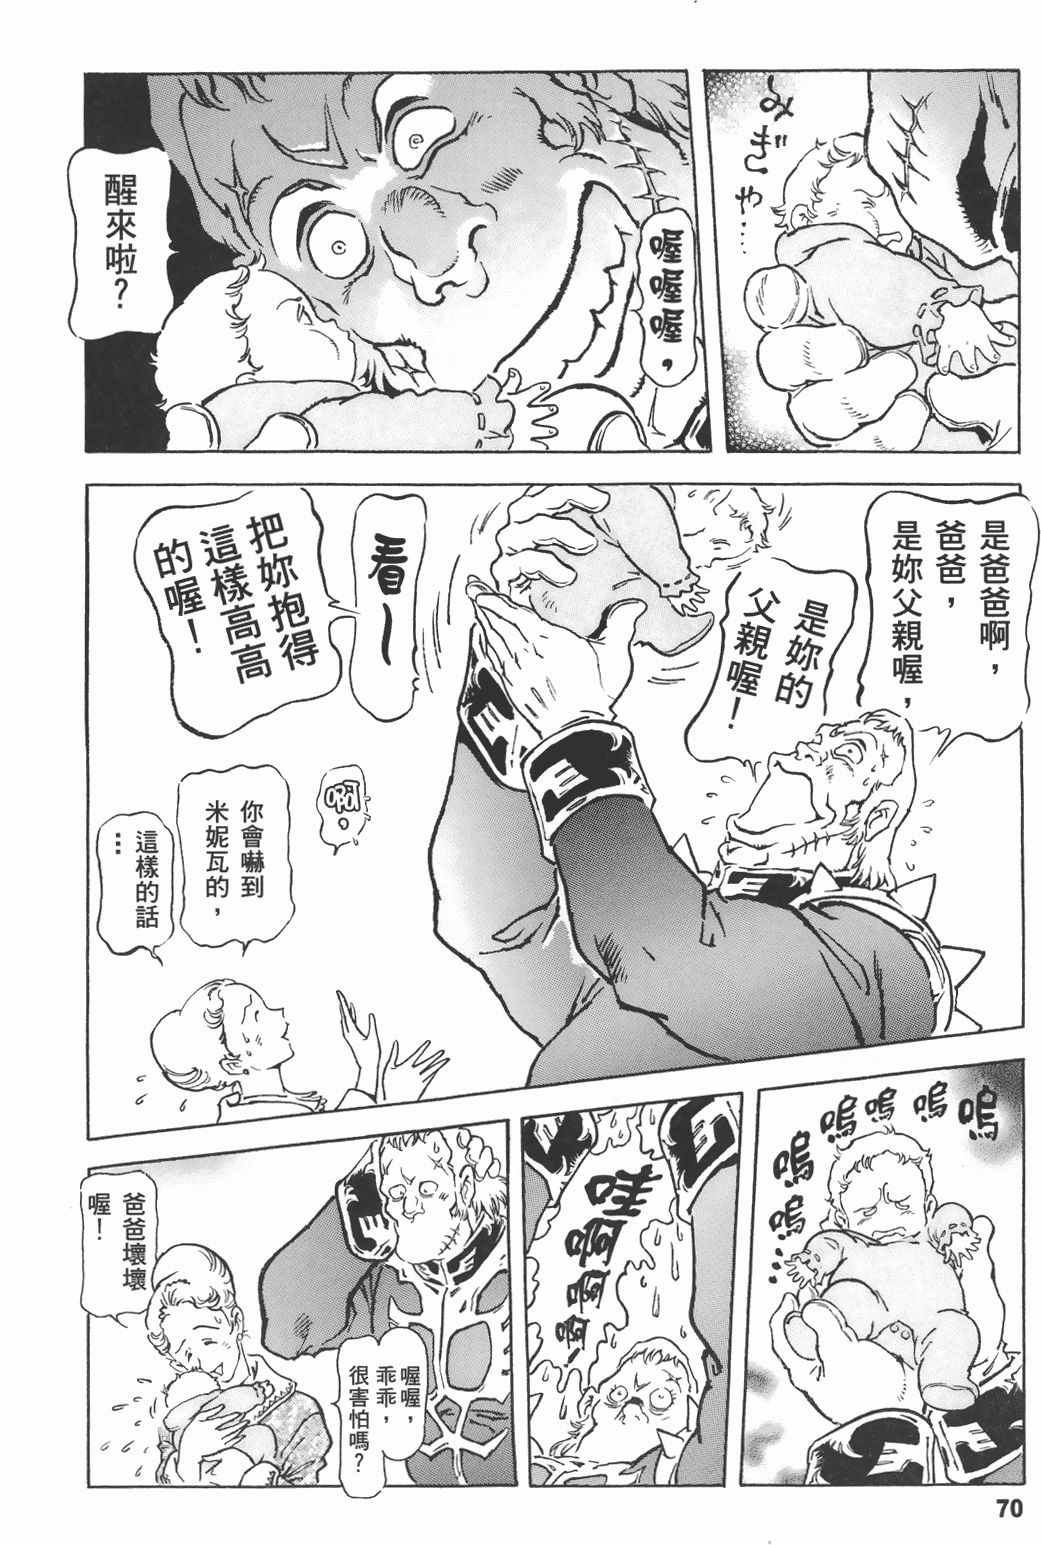 みぎゃ……
喔喔喔，
醒來啦？
是爸爸啊，
爸爸，
是妳父親喔，
是妳的
父親喔！
看～
把妳抱得
這樣高高
的喔！
啊。
你會嚇到
米妮瓦的，
這樣的話
…
嗚嗚嗚嗚嗚嗚…
哇啊啊啊
喔喔，
乖乖，
很害怕嗎？
爸爸壞壞
喔！
70